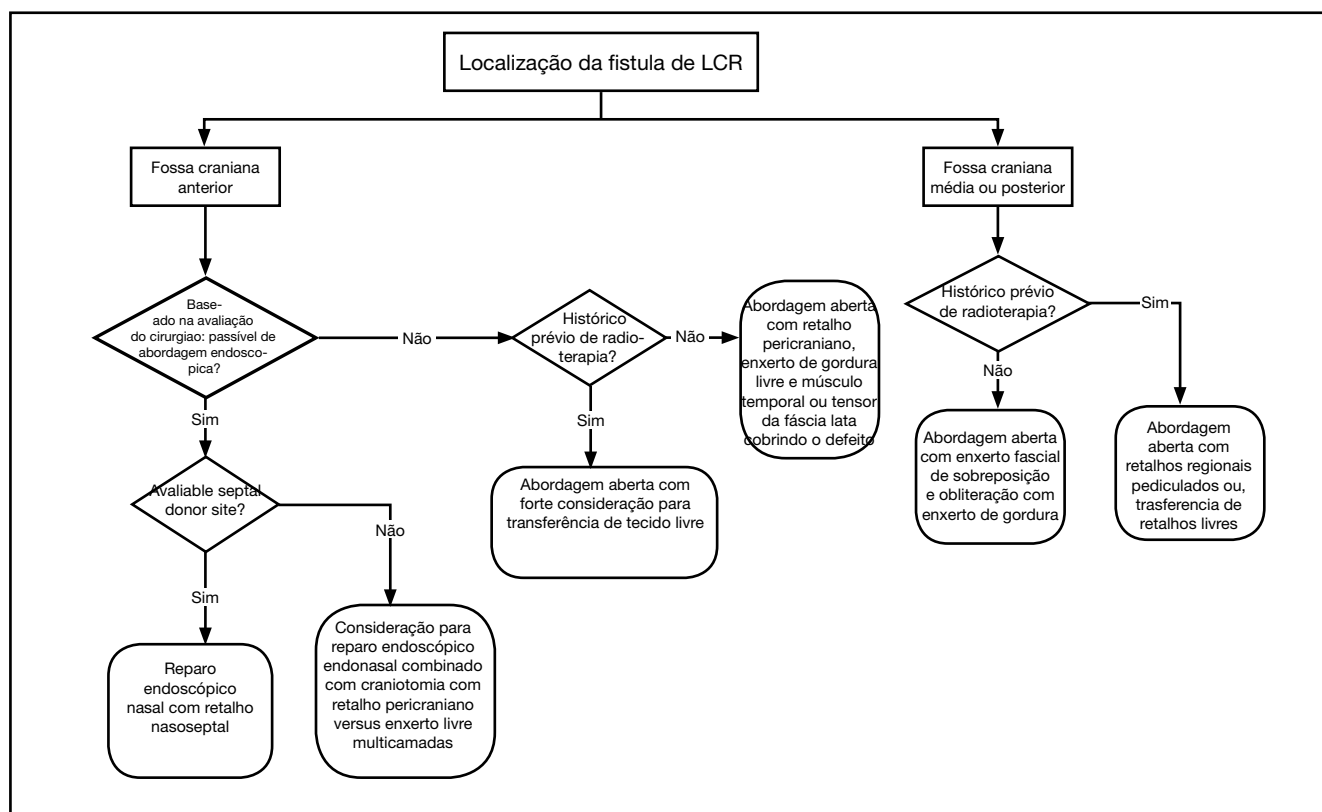 Localização da fistula de LCR
Fossa craniana
anterior
Fossa craniana
média ou posterior
Base-
ado na avaliação
do cirurgiao: passível de
abordagem endosco-
pica?
Não
Histórico
prévio de radio-
terapia?
Não
Abordagem aberta
com retalho
pericraniano,
enxerto de gordura
livre e músculo
temporal ou tensor
da fáscia lata
cobrindo o defeito
Histórico prévio
de radioterapia?
Sim
Não
Sim
Sim
Abordagem aberta
com enxerto fascial
de sobreposição
e obliteração com
enxerto de gordura
Abordagem
aberta com
retalhos regionais
pediculados ou,
trasferencia de
retalhos livres
Avaliable septal
donor site?
Abordagem aberta com
forte consideração para
transferência de tecido livre
Não
Sim
Reparo
endoscópico
nasal com retalho
nasoseptal
Consideração para
reparo endoscópico
endonasal combinado
com craniotomia com
retalho pericraniano
versus enxerto livre
multicamadas